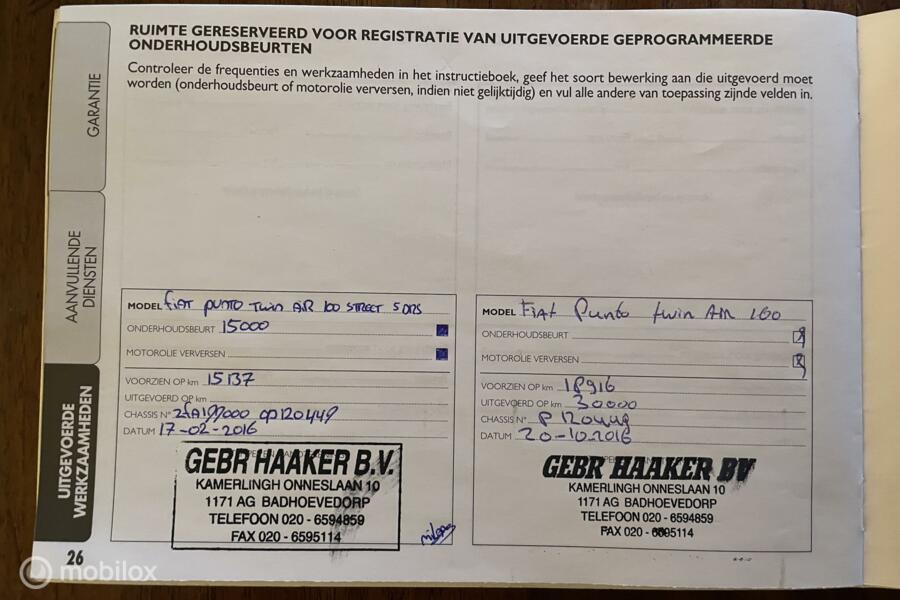 RUIMTE GERESERVEERD VOOR REGISTRATIE VAN UITGEVOERDE GEPROGRAMMEERDE
ONDERHOUDSBEURTEN
Controleer de frequenties en werkzaamheden in het instructieboek, geef het soort bewerking aan die uitgevoerd moet
worden (onderhoudsbeurt of motorolie verversen, indien niet gelijktijdig) en vul alle andere van toepassing zijnde velden in.
GARANTIE
AANVULLENDE
DIENSTEN
UITGEVOERDE
WERKZAAMHEDEN
MODEL FIAT PUNTO Twin AIR 100 STREET 5 DRS
ONDERHOUDSBEURT 15000
MOTOROLIE VERVERSEN
VOORZIEN OP km 15137
UITGEVOERD OP km
CHASSIS N°
DATUM 17-02-2016
GEBR HAAKER B.V.
KAMERLINGH ONNESLAAN 10
1171 AG BADHOEVEDORP
TELEFOON 020 - 6594859
FAX 020 - 6595114
MODEL Fiat Punto twin AIR 100
ONDERHOUDSBEURT
MOTOROLIE VERVERSEN
VOORZIEN OP km 18916
UITGEVOERD OP km 30000
CHASSIS N° P 120449
DATUM 20-10-2016
GEBR HAAKER BV
KAMERLINGH ONNESLAAN 10
1171 AG BADHOEVEDORP
TELEFOON 020 - 6594859
FAX 020 - 6595114
26
mobilox